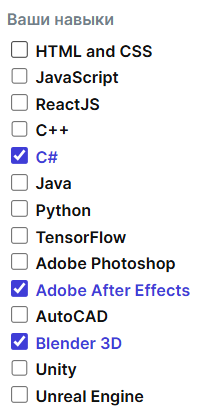 Ваши навыки
HTML and CSS
JavaScript
ReactJS
C++
C#
Java
Python
TensorFlow
Adobe Photoshop
Adobe After Effects
AutoCAD
Blender 3D
Unity
Unreal Engine